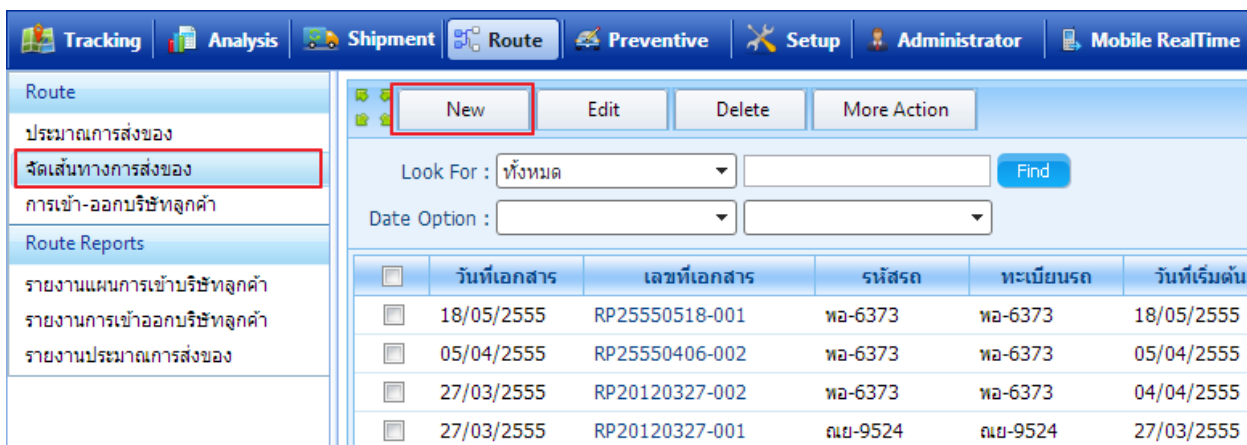 Tracking Analysis Shipment Route Preventive Setup Administrator Mobile RealTime
Route
ประมาณการส่งของ
จัดเส้นทางการส่งของ
การเข้า-ออกบริษัทลูกค้า
Route Reports
รายงานแผนการเข้าบริษัทลูกค้า
รายงานการเข้าออกบริษัทลูกค้า
รายงานประมาณการส่งของ
New Edit Delete More Action
Look For : ทั้งหมด Find
Date Option :
วันที่เอกสาร เลขที่เอกสาร รหัสรถ ทะเบียนรถ วันที่เริ่มต้น
18/05/2555 RP25550518-001 พอ-6373 พอ-6373 18/05/2555
05/04/2555 RP25550406-002 พอ-6373 พอ-6373 05/04/2555
27/03/2555 RP20120327-002 พอ-6373 พอ-6373 04/04/2555
27/03/2555 RP20120327-001 ณย-9524 ณย-9524 27/03/2555